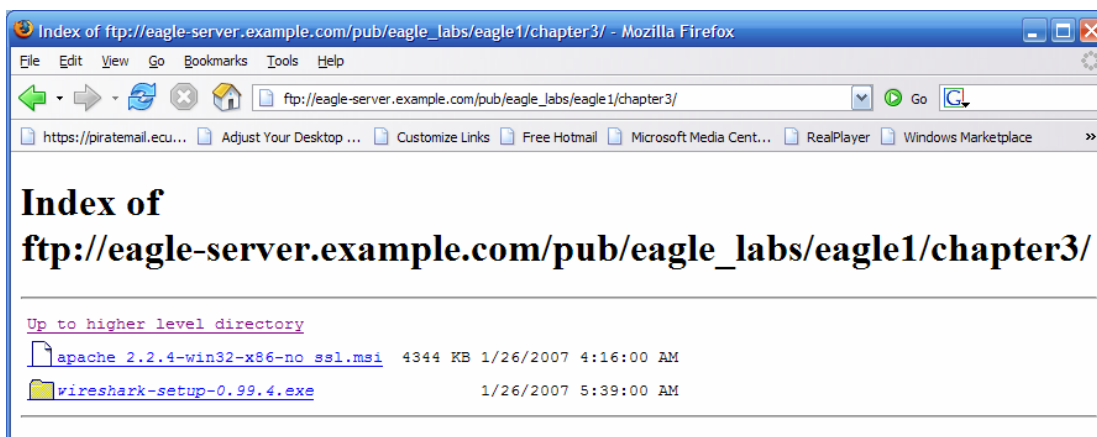 Index of ftp://eagle-server.example.com/pub/eagle_labs/eagle1/chapter3/ - Mozilla Firefox
File Edit View Go Bookmarks Tools Help
ftp://eagle-server.example.com/pub/eagle_labs/eagle1/chapter3/ Go G
https://piratemail.ecu... Adjust Your Desktop ... Customize Links Free Hotmail Microsoft Media Cent... RealPlayer Windows Marketplace »
Index of
ftp://eagle-server.example.com/pub/eagle_labs/eagle1/chapter3/
Up to higher level directory
apache_2.2.4-win32-x86-no_ssl.msi 4344 KB 1/26/2007 4:16:00 AM
wireshark-setup-0.99.4.exe 1/26/2007 5:39:00 AM